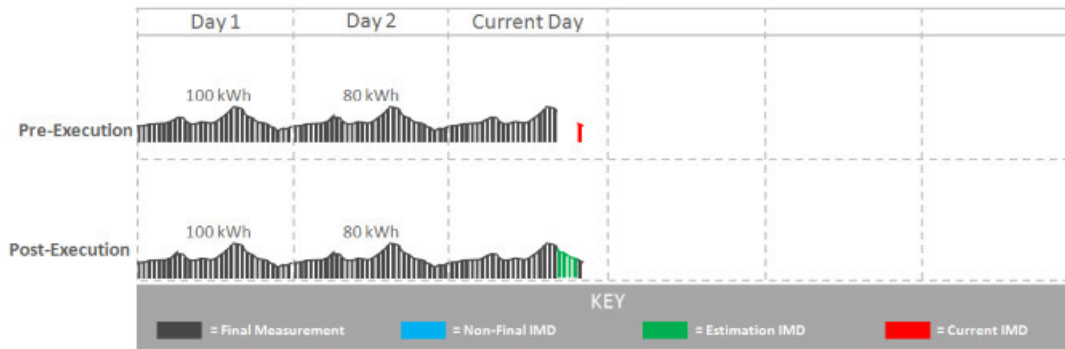 Day 1 Day 2 Current Day
100 kWh 80 kWh
Pre-Execution
100 kWh 80 kWh
Post-Execution
KEY
= Final Measurement = Non-Final IMD = Estimation IMD = Current IMD